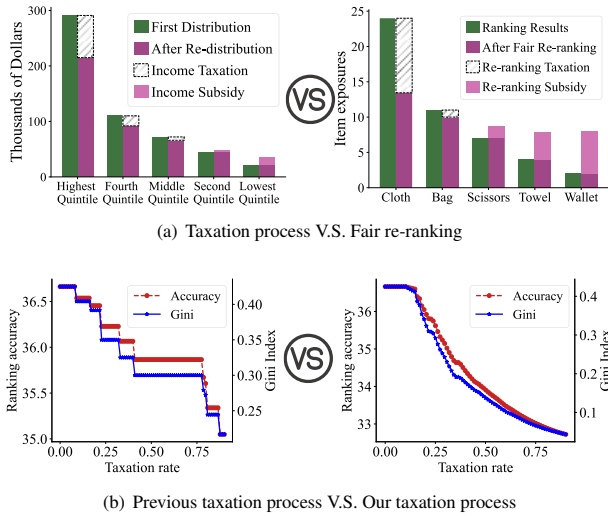 Thousands of Dollars
300
200
100
0
First Distribution
After Re-distribution
Income Taxation
Income Subsidy
Highest Quintile
Fourth Quintile
Middle Quintile
Second Quintile
Lowest Quintile
VS
Item exposures
25
20
15
10
5
0
Ranking Results
After Fair Re-ranking
Re-ranking Taxation
Re-ranking Subsidy
Cloth
Bag
Scissors
Towel
Wallet
(a) Taxation process V.S. Fair re-ranking
Ranking accuracy
36.5
36.0
35.5
35.0
Accuracy
Gini
0.40
0.35
0.30
0.25
Gini Index
0.00 0.25 0.50 0.75
Taxation rate
VS
Ranking accuracy
36
35
34
33
Accuracy
Gini
0.4
0.3
0.2
0.1
Gini Index
0.00 0.25 0.50 0.75
Taxation rate
(b) Previous taxation process V.S. Our taxation process